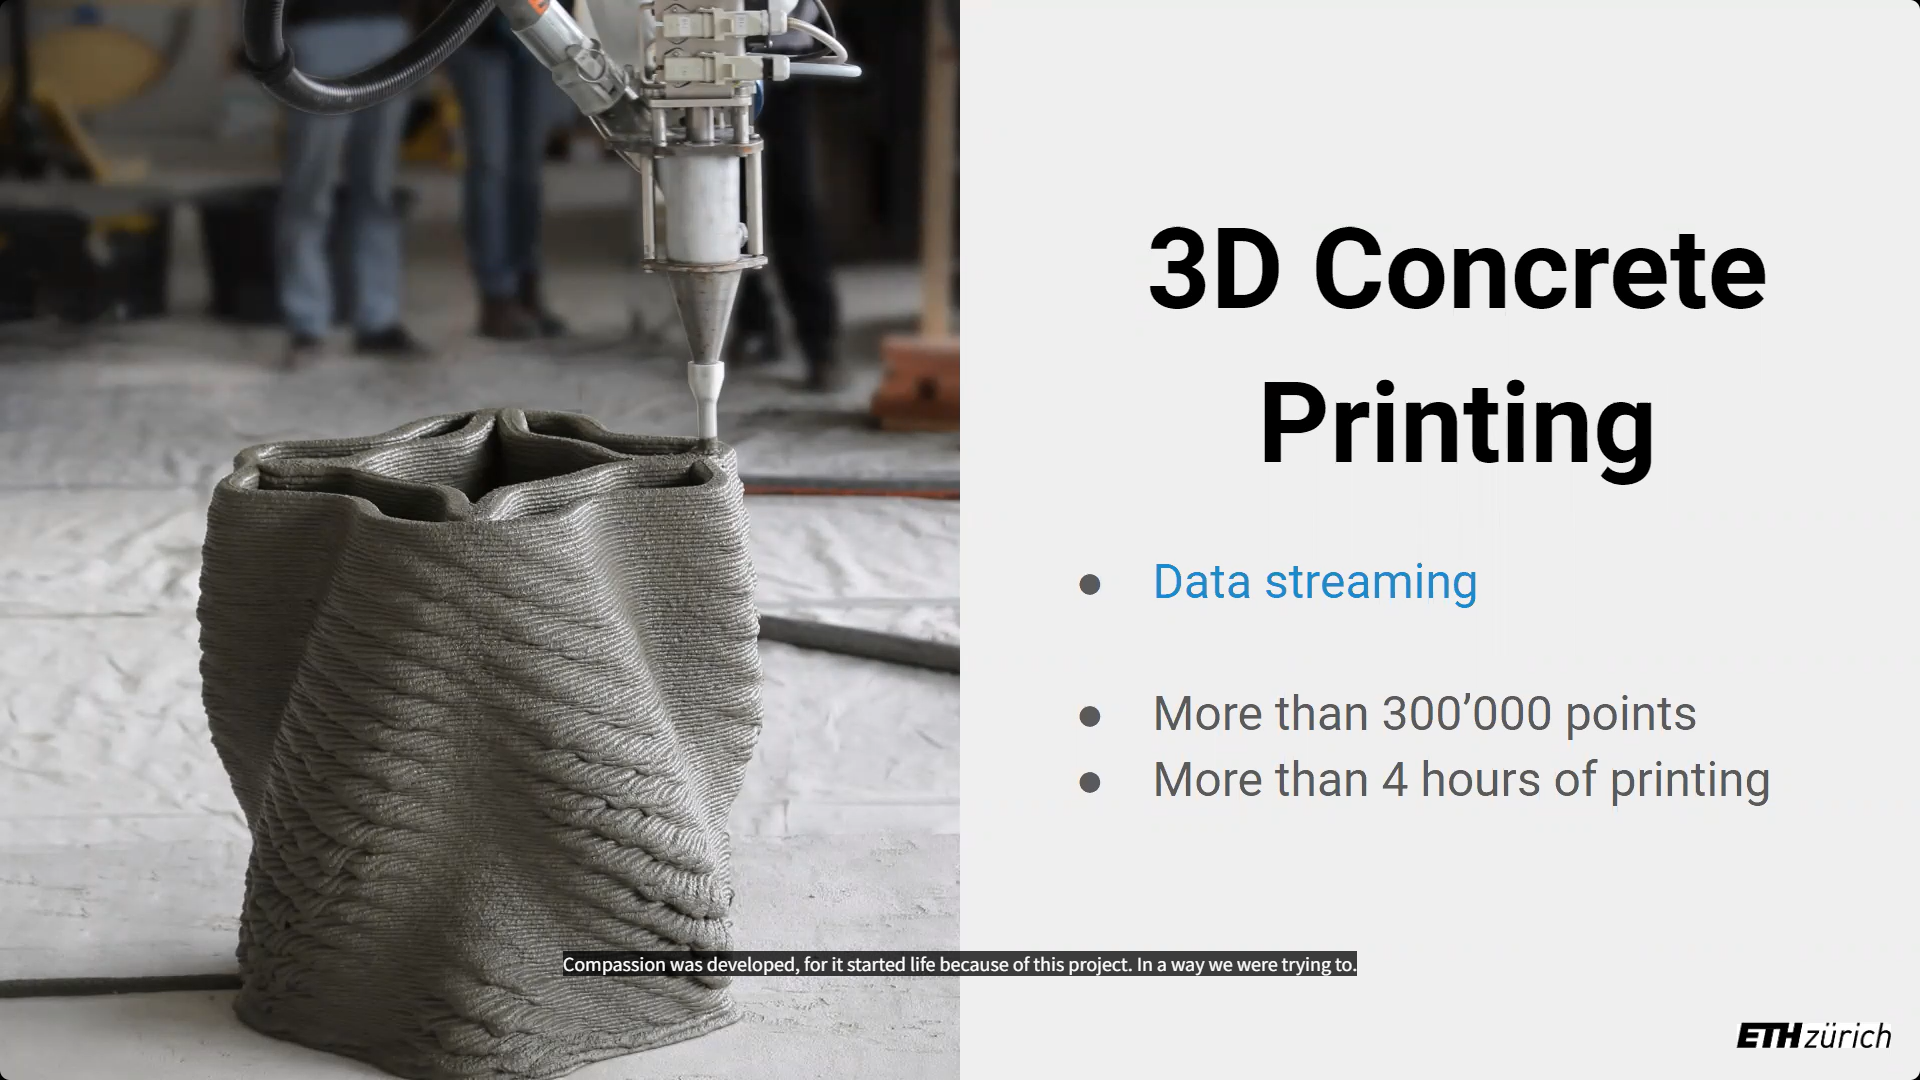 3D Concrete
Printing
● Data streaming
● More than 300’000 points
● More than 4 hours of printing
Compassion was developed, for it started life because of this project. In a way we were trying to.
ETH zürich